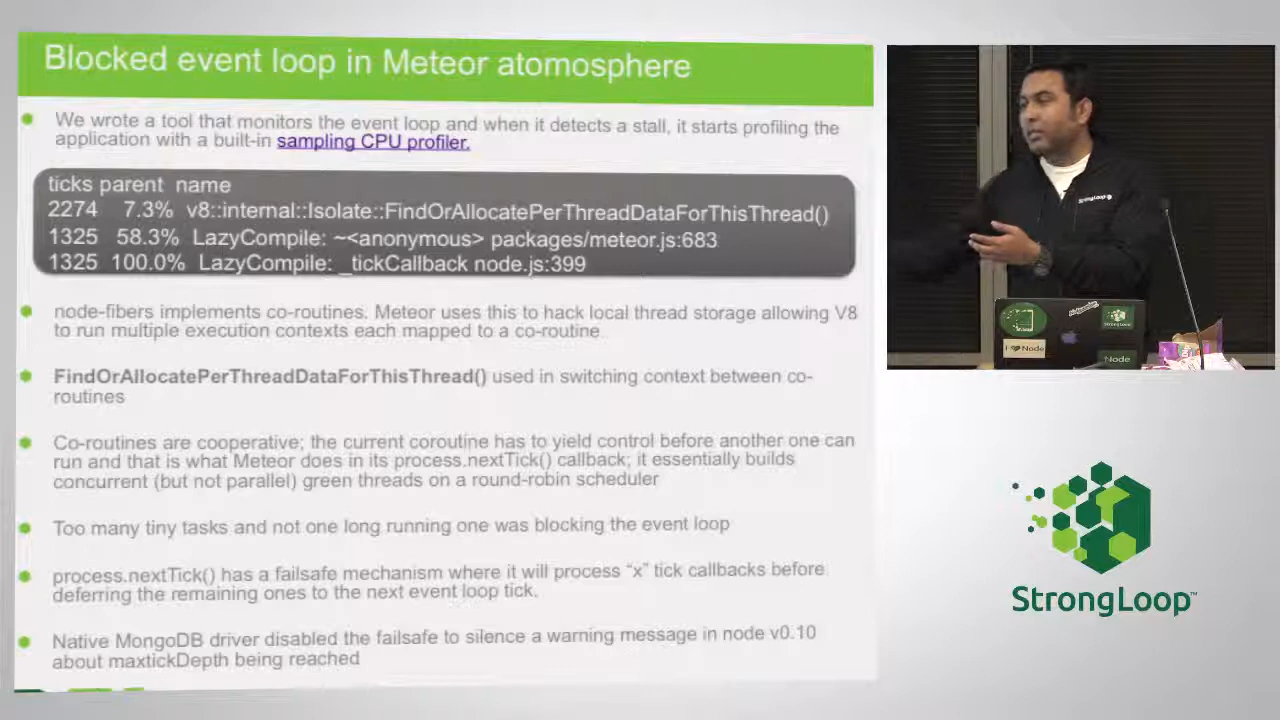 Blocked event loop in Meteor atomosphere
We wrote a tool that monitors the event loop and when it detects a stall, it starts profiling the
application with a built-in sampling CPU profiler.
ticks parent name
2274 7.3% v8::internal::Isolate::FindOrAllocatePerThreadDataForThisThread()
1325 58.3% LazyCompile: ~<anonymous> packages/meteor.js:683
1325 100.0% LazyCompile: _tickCallback node.js:399
node-fibers implements co-routines. Meteor uses this to hack local thread storage allowing V8
to run multiple execution contexts each mapped to a co-routine.
FindOrAllocatePerThreadDataForThisThread() used in switching context between co-
routines
Co-routines are cooperative; the current coroutine has to yield control before another one can
run and that is what Meteor does in its process.nextTick() callback; it essentially builds
concurrent (but not parallel) green threads on a round-robin scheduler
Too many tiny tasks and not one long running one was blocking the event loop
process.nextTick() has a failsafe mechanism where it will process “x” tick callbacks before
deferring the remaining ones to the next event loop tick.
Native MongoDB driver disabled the failsafe to silence a warning message in node v0.10
about maxtickDepth being reached
StrongLoop
I Node
StrongLoop
Node
StrongLoop™